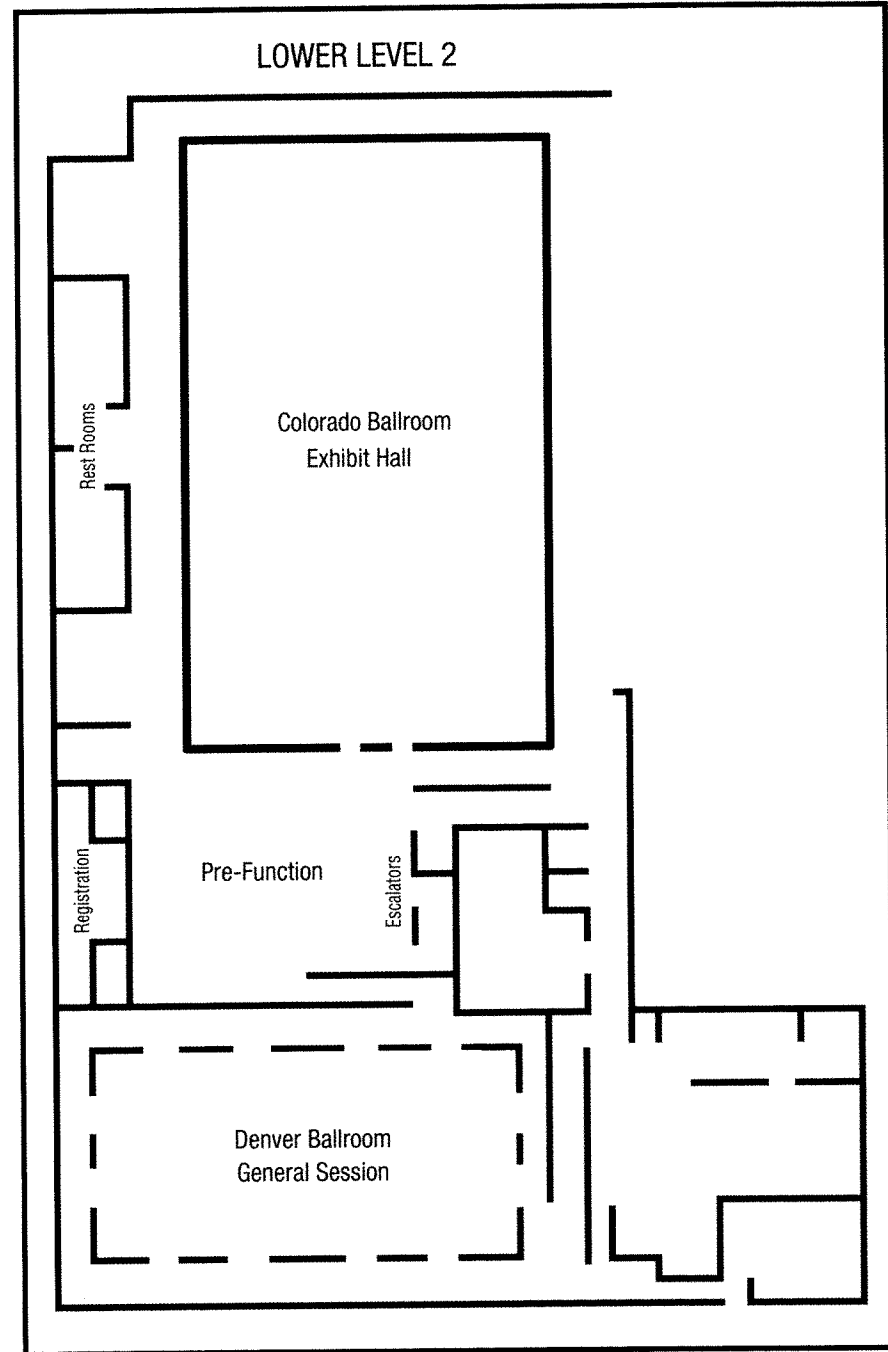 LOWER LEVEL 2
Colorado Ballroom
Exhibit Hall
Rest Rooms
Pre-Function
Escalators
Registration
Denver Ballroom
General Session